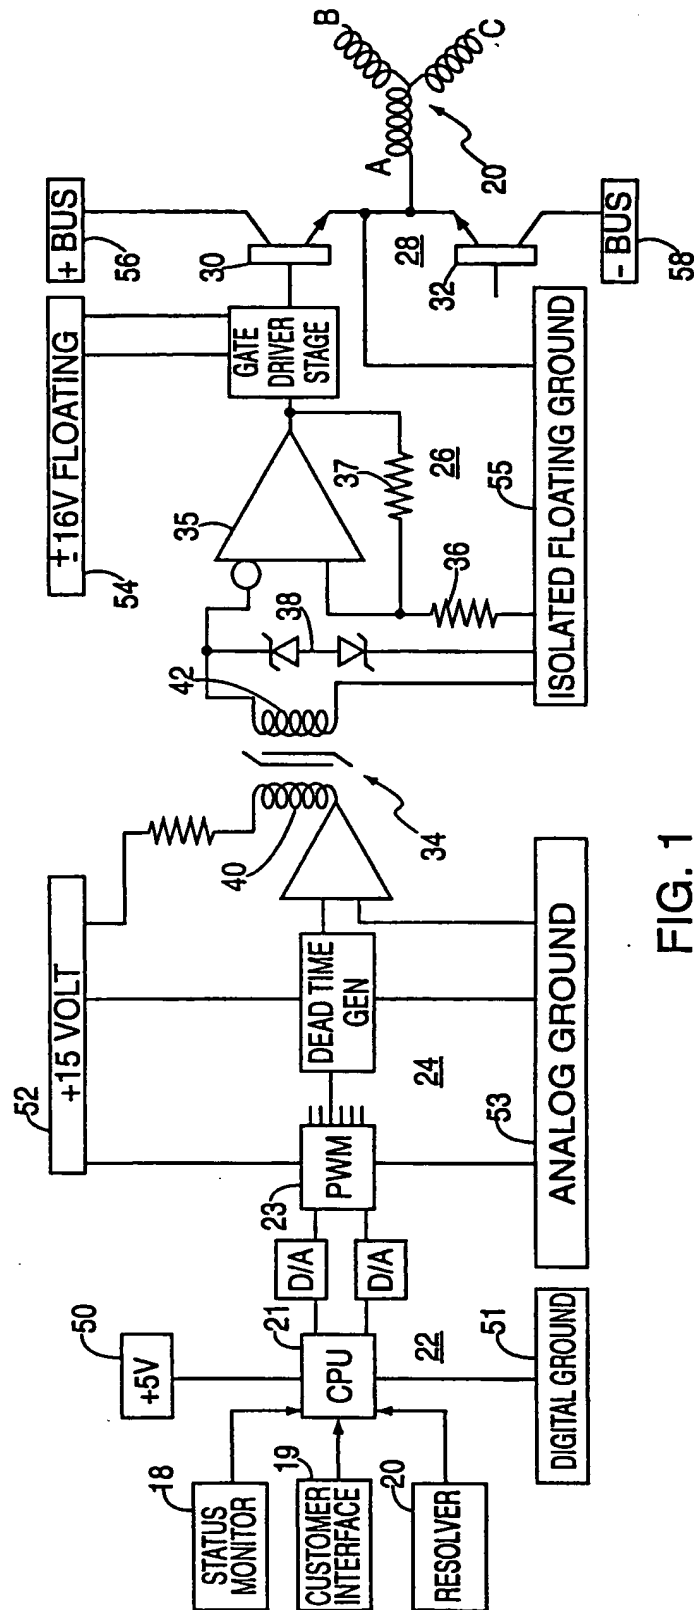 18
STATUS
MONITOR
19
CUSTOMER
INTERFACE
20
RESOLVER
50
+5V
21
CPU
22
51
DIGITAL GROUND
D/A
D/A
52
+15 VOLT
23
PWM
DEAD TIME
GEN
24
53
ANALOG GROUND
40
34
42
38
35
36
37
26
54
±16V FLOATING
GATE
DRIVER
STAGE
55
ISOLATED FLOATING GROUND
56
+ BUS
30
28
32
58
- BUS
A
B
C
20
FIG. 1